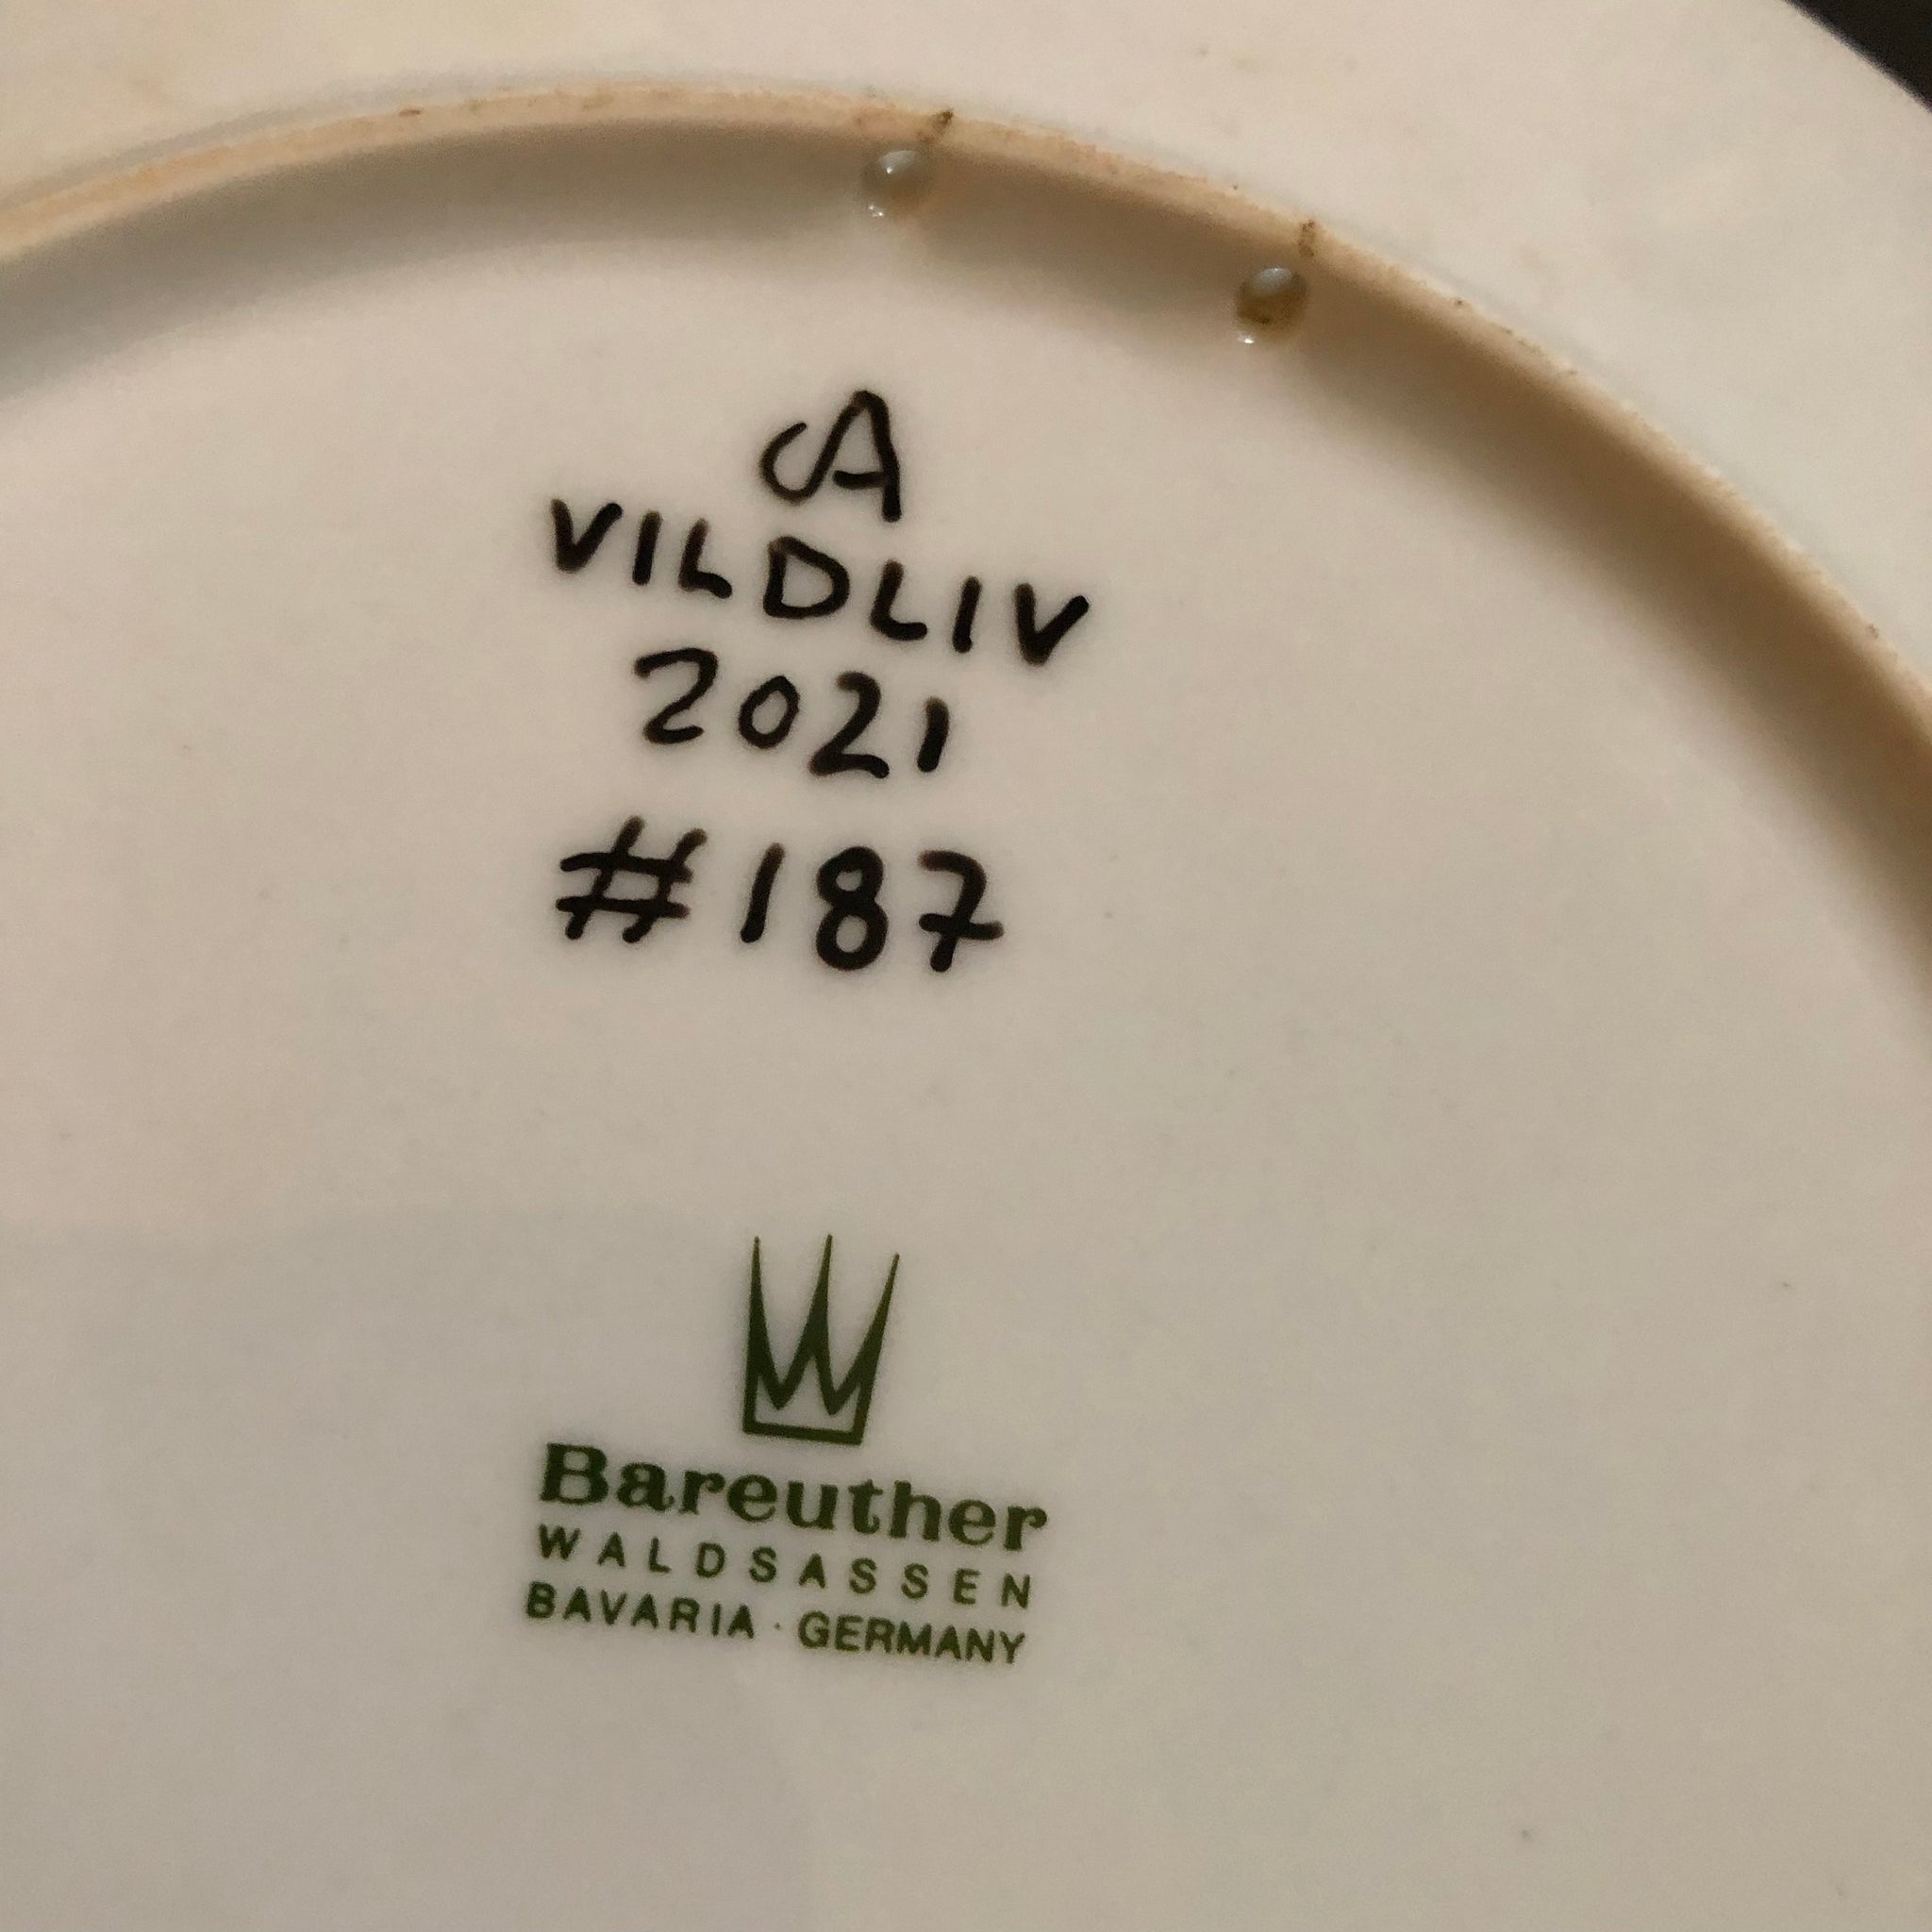 A
VILDLIV
2021
#187
Bareuther
WALDSASSEN
BAVARIA · GERMANY